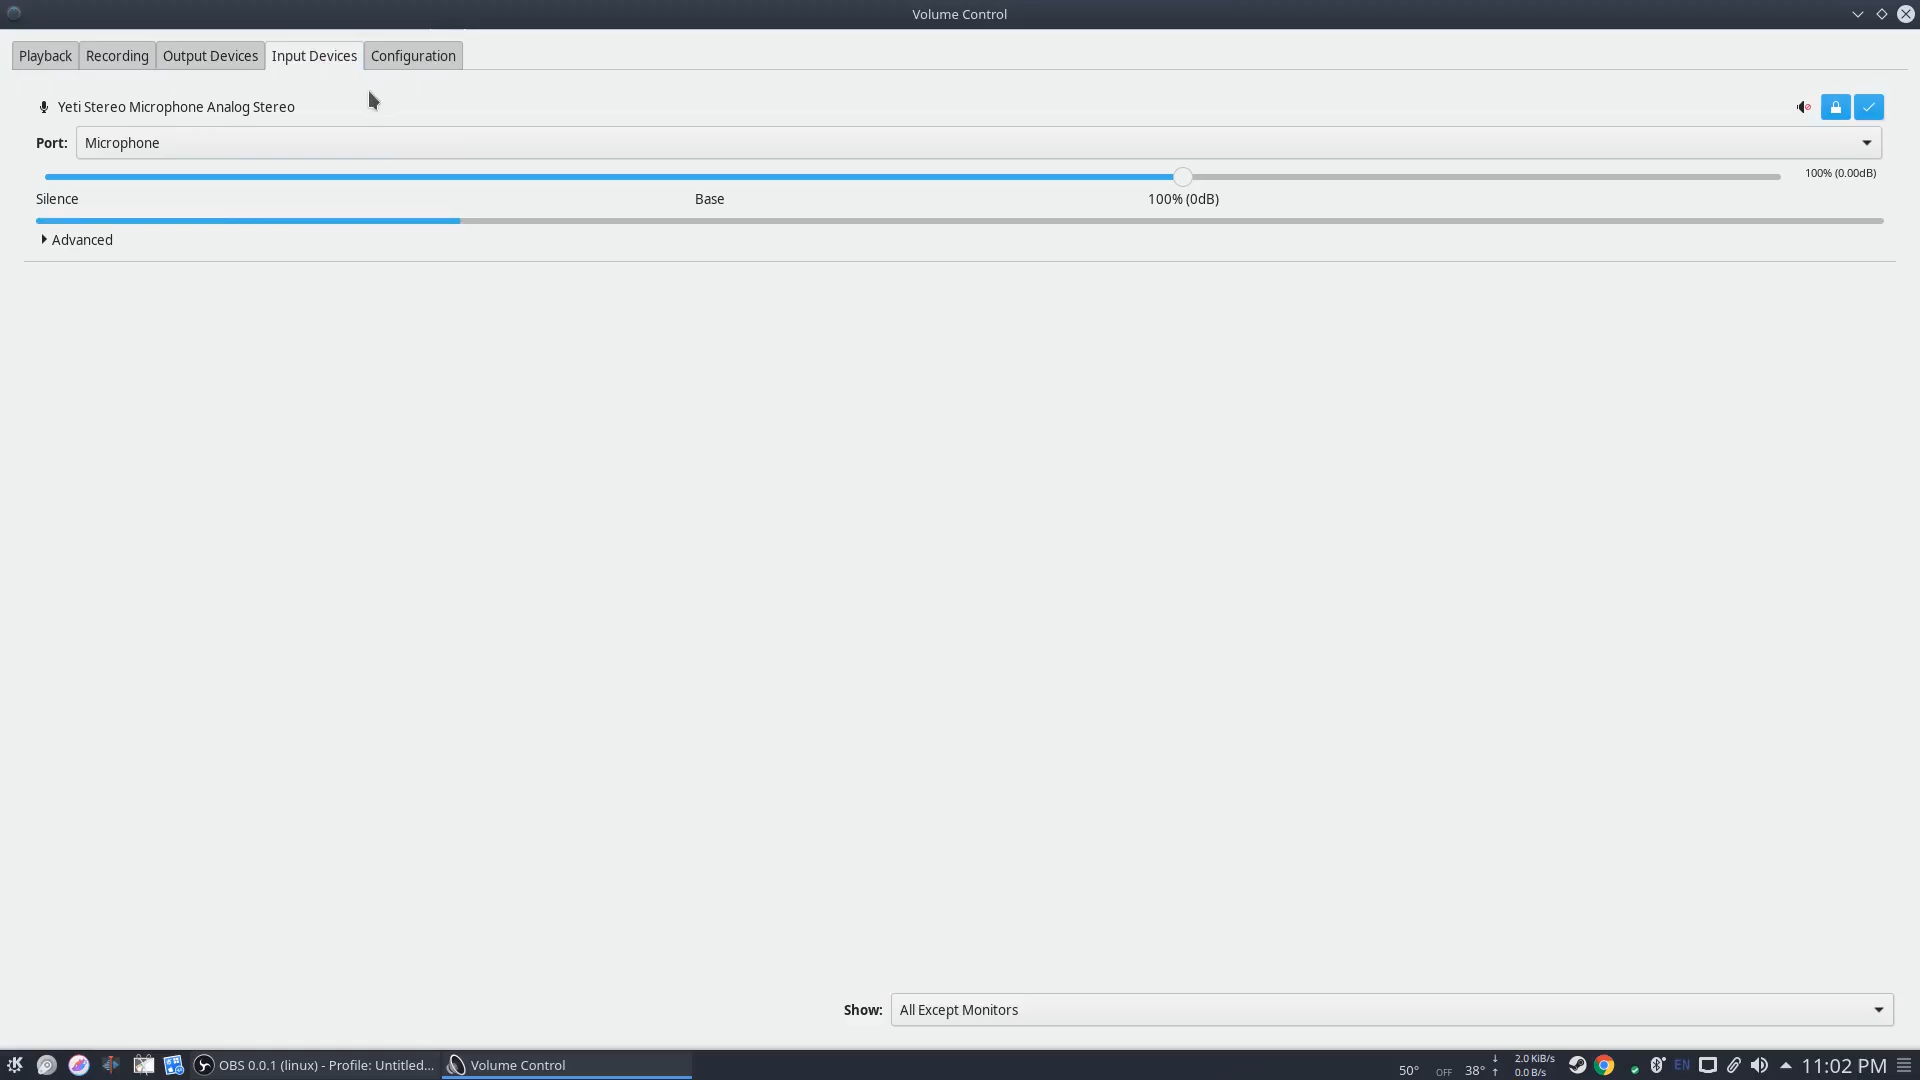 Volume Control
Playback Recording Output Devices Input Devices Configuration
Yeti Stereo Microphone Analog Stereo
Port: Microphone
100% (0.00dB)
Silence Base 100% (0dB)
Advanced
Show: All Except Monitors
OBS 0.0.1 (linux) - Profile: Untitled... Volume Control 50° OFF 38° ↓ ↑ 2.0 KiB/s 0.0 B/s EN 11:02 PM